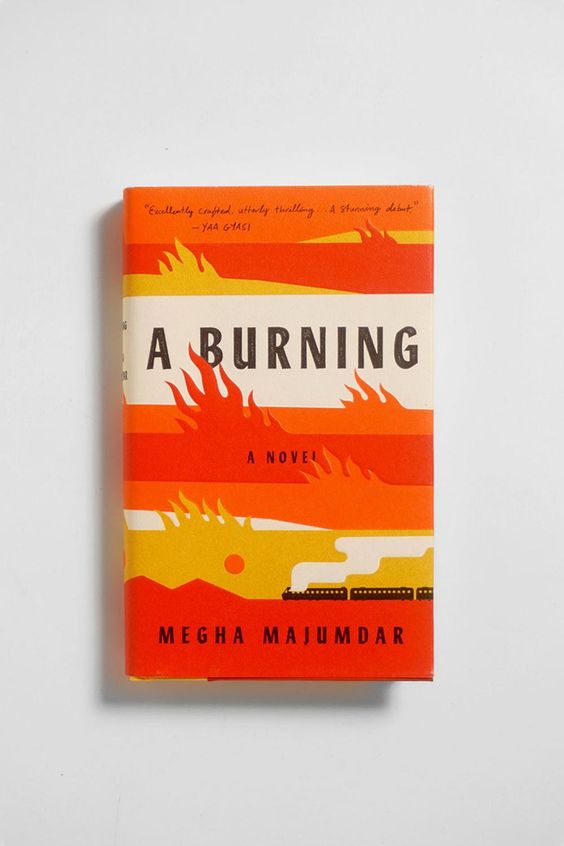 "Excellently crafted, utterly thrilling... A stunning debut."
— YAA GYASI
A BURNING
A NOVEL
MEGHA MAJUMDAR